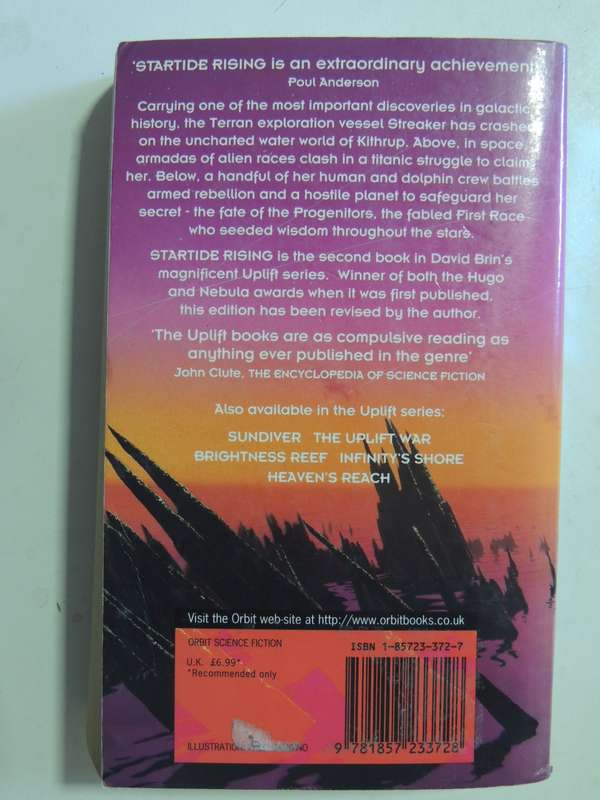 'STARTIDE RISING is an extraordinary achievement
Poul Anderson
Carrying one of the most important discoveries in galactic
history, the Terran exploration vessel Streaker has crashed
on the uncharted water world of Kithrup. Above, in space,
armadas of alien races clash in a titanic struggle to claim
her. Below, a handful of her human and dolphin crew battles
armed rebellion and a hostile planet to safeguard her
secret - the fate of the Progenitors, the fabled First Race
who seeded wisdom throughout the stars.
STARTIDE RISING is the second book in David Brin's
magnificent Uplift series. Winner of both the Hugo
and Nebula awards when it was first published,
this edition has been revised by the author.
'The Uplift books are as compulsive reading as
anything ever published in the genre'
John Clute, THE ENCYCLOPEDIA OF SCIENCE FICTION
Also available in the Uplift series:
SUNDIVER THE UPLIFT WAR
BRIGHTNESS REEF INFINITY'S SHORE
HEAVEN'S REACH
Visit the Orbit web-site at http://www.orbitbooks.co.uk
ORBIT SCIENCE FICTION
U.K. £6.99*
*Recommended only
ISBN 1-85723-372-7
ILLUSTRATION
9 781857 233728